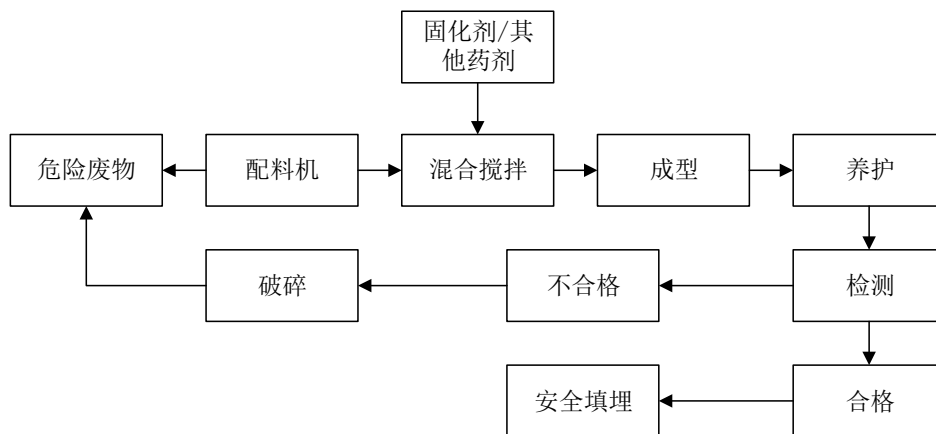 固化剂/其
他药剂
危险废物
配料机
混合搅拌
成型
养护
破碎
不合格
检测
安全填埋
合格